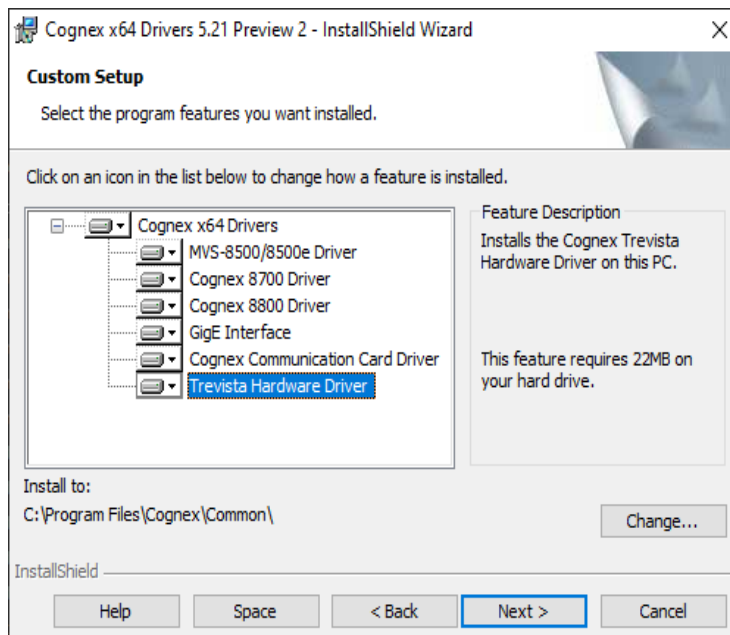 Cognex x64 Drivers 5.21 Preview 2 - InstallShield Wizard
Custom Setup
Select the program features you want installed.
Click on an icon in the list below to change how a feature is installed.
Cognex x64 Drivers
MVS-8500/8500e Driver
Cognex 8700 Driver
Cognex 8800 Driver
GigE Interface
Cognex Communication Card Driver
Trevista Hardware Driver
Feature Description
Installs the Cognex Trevista
Hardware Driver on this PC.
This feature requires 22MB on
your hard drive.
Install to:
C:\Program Files\Cognex\Common\
Change...
InstallShield
Help
Space
< Back
Next >
Cancel